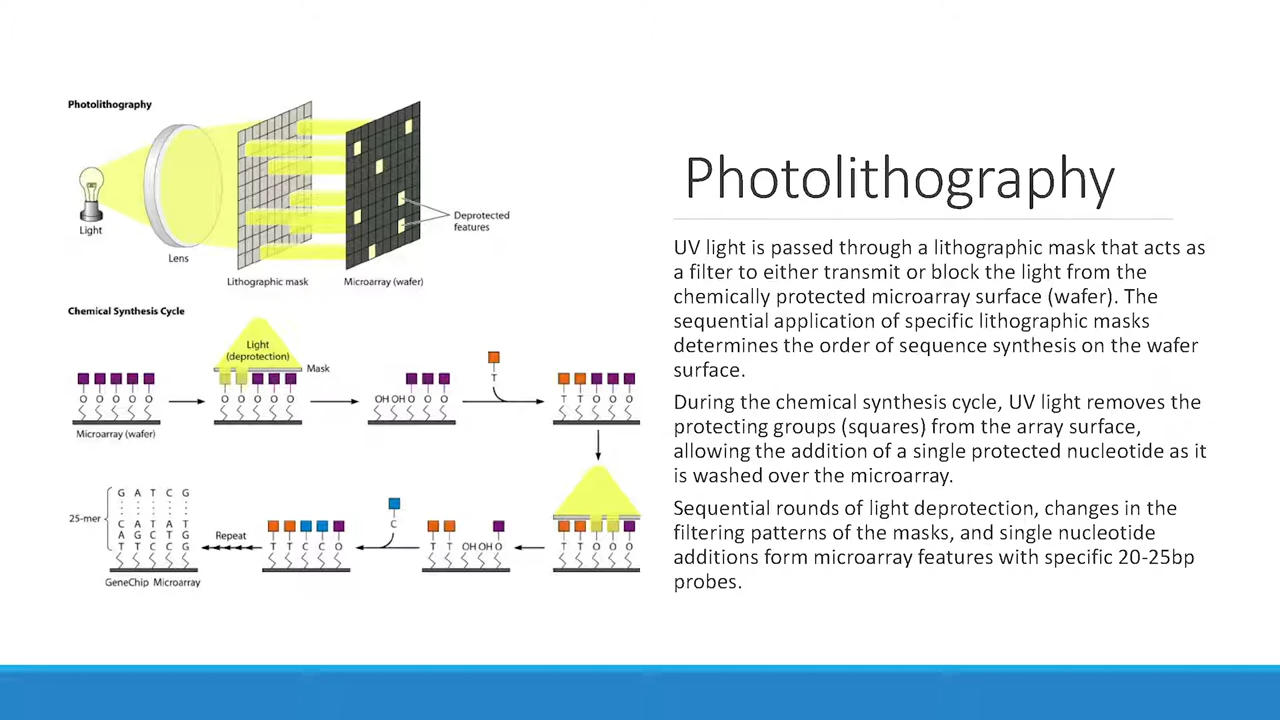 Photolithography
Light
Lens
Lithographic mask
Microarray (wafer)
Deprotected
features
Chemical Synthesis Cycle
Light
(deprotection)
Mask
T
O O O O O
O O O O O
OH OH O O O
T T O O O
Microarray (wafer)
25-mer
G A T C G
C A C A T
A G T T G
A T C C G
T T C C O
Repeat
C
T T OH OH O
T T O O O
GeneChip Microarray
Photolithography
UV light is passed through a lithographic mask that acts as
a filter to either transmit or block the light from the
chemically protected microarray surface (wafer). The
sequential application of specific lithographic masks
determines the order of sequence synthesis on the wafer
surface.
During the chemical synthesis cycle, UV light removes the
protecting groups (squares) from the array surface,
allowing the addition of a single protected nucleotide as it
is washed over the microarray.
Sequential rounds of light deprotection, changes in the
filtering patterns of the masks, and single nucleotide
additions form microarray features with specific 20-25bp
probes.